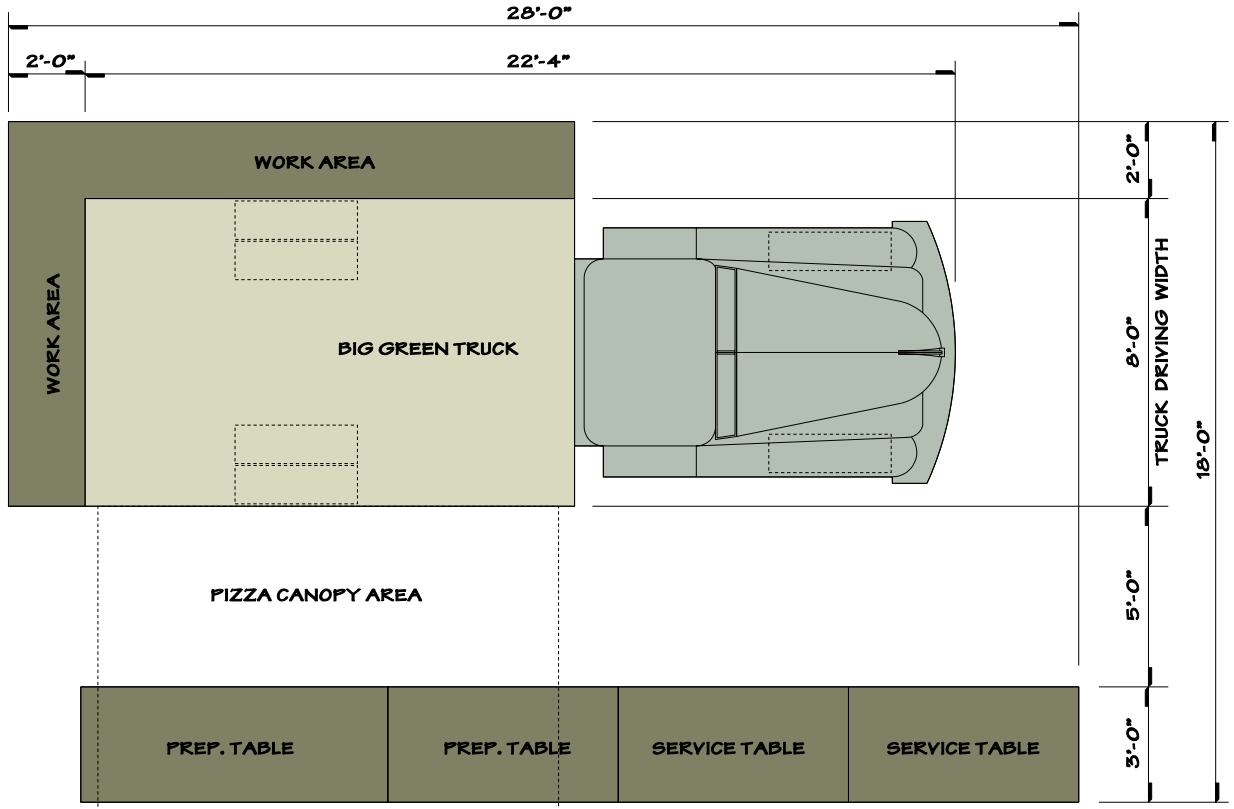 28'-0"
2'-0"
22'-4"
WORK AREA
2'-0"
WORK AREA
BIG GREEN TRUCK
8'-0"
TRUCK DRIVING WIDTH
18'-0"
PIZZA CANOPY AREA
5'-0"
PREP. TABLE
PREP. TABLE
SERVICE TABLE
SERVICE TABLE
3'-0"